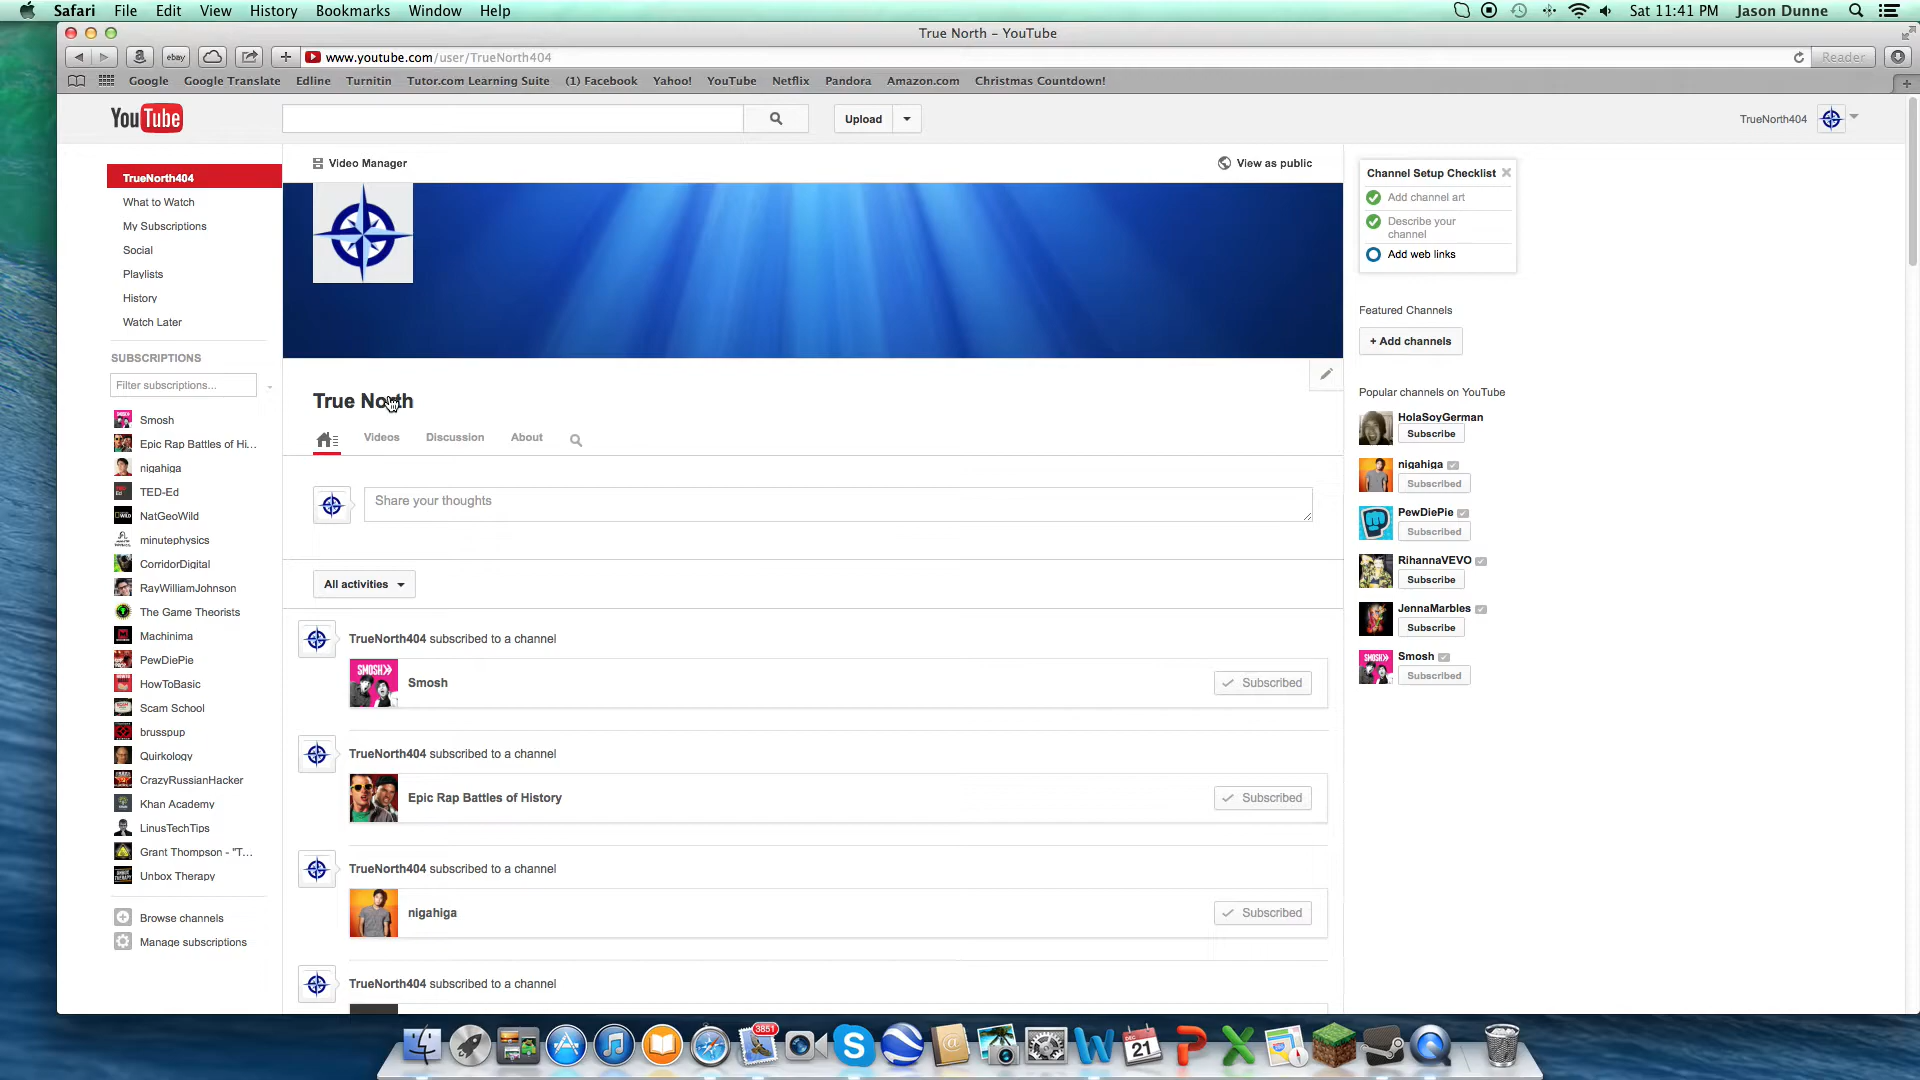 Safari File Edit View History Bookmarks Window Help
Sat 11:41 PM Jason Dunne
True North – YouTube
ebay
www.youtube.com/user/TrueNorth404
Reader
Google Google Translate Edline Turnitin Tutor.com Learning Suite (1) Facebook Yahoo! YouTube Netflix Pandora Amazon.com Christmas Countdown!
YouTube
Upload
TrueNorth404
TrueNorth404
What to Watch
My Subscriptions
Social
Playlists
History
Watch Later
SUBSCRIPTIONS
Filter subscriptions...
Smosh
Epic Rap Battles of Hi...
nigahiga
TED-Ed
NatGeoWild
minutephysics
CorridorDigital
RayWilliamJohnson
The Game Theorists
Machinima
PewDiePie
HowToBasic
Scam School
brusspup
Quirkology
CrazyRussianHacker
Khan Academy
LinusTechTips
Grant Thompson - "T...
Unbox Therapy
Browse channels
Manage subscriptions
Video Manager
View as public
True North
Videos Discussion About
Share your thoughts
All activities
TrueNorth404 subscribed to a channel
SMOSH
Smosh
Subscribed
TrueNorth404 subscribed to a channel
Epic Rap Battles of History
Subscribed
TrueNorth404 subscribed to a channel
nigahiga
Subscribed
TrueNorth404 subscribed to a channel
Channel Setup Checklist
Add channel art
Describe your
channel
Add web links
Featured Channels
+ Add channels
Popular channels on YouTube
HolaSoyGerman
Subscribe
nigahiga
Subscribed
PewDiePie
Subscribed
RihannaVEVO
Subscribe
JennaMarbles
Subscribe
Smosh
Subscribed
3851
DEC
21